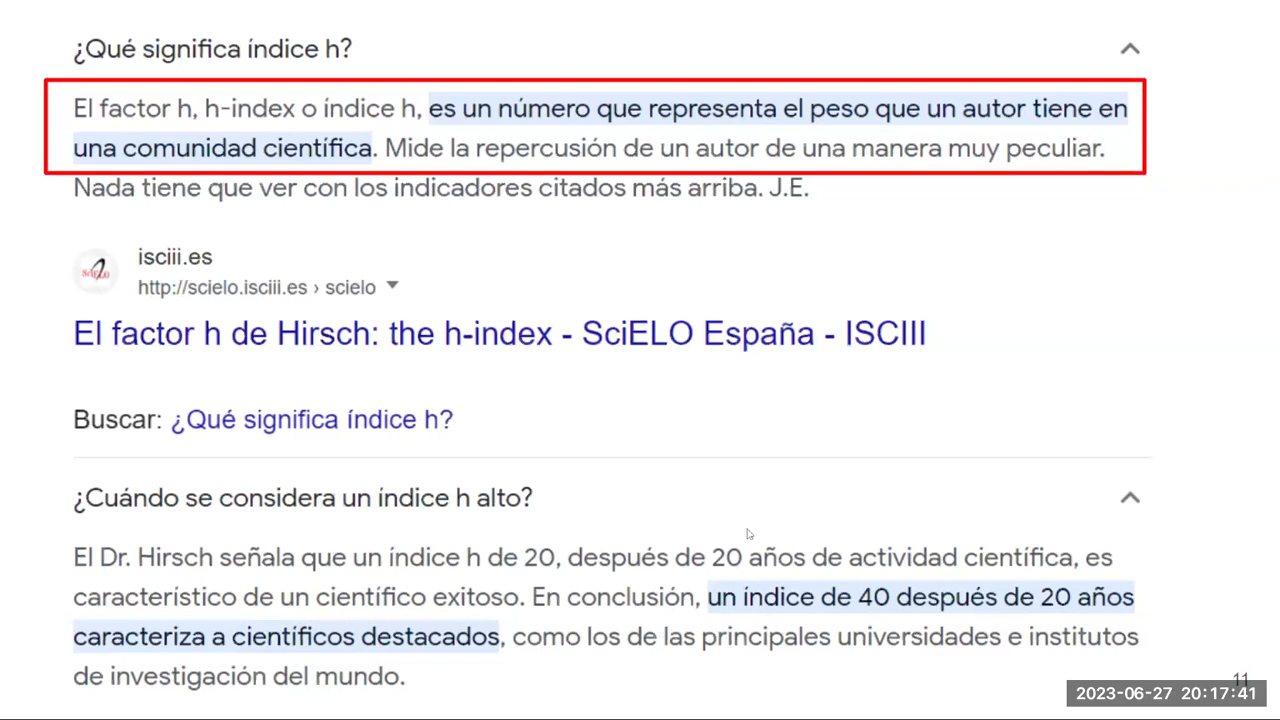 ¿Qué significa índice h?
El factor h, h-index o índice h, es un número que representa el peso que un autor tiene en
una comunidad científica. Mide la repercusión de un autor de una manera muy peculiar.
Nada tiene que ver con los indicadores citados más arriba. J.E.
isciii.es
SciELO
http://scielo.isciii.es › scielo
El factor h de Hirsch: the h-index - SciELO España - ISCIII
Buscar: ¿Qué significa índice h?
¿Cuándo se considera un índice h alto?
El Dr. Hirsch señala que un índice h de 20, después de 20 años de actividad científica, es
característico de un científico exitoso. En conclusión, un índice de 40 después de 20 años
caracteriza a científicos destacados, como los de las principales universidades e institutos
de investigación del mundo.
11
2023-06-27 20:17:41